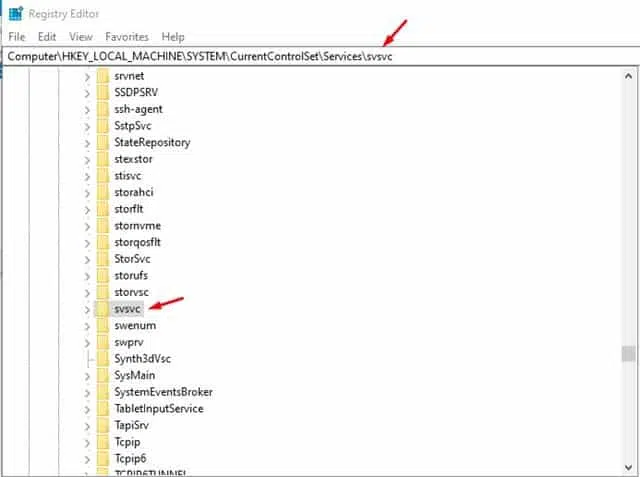 Registry Editor
File Edit View Favorites Help
Computer\HKEY_LOCAL_MACHINE\SYSTEM\CurrentControlSet\Services\svsvc
srvnet
SSDPSRV
ssh-agent
SstpSvc
StateRepository
stexstor
stisvc
storahci
storflt
stornvme
storqosflt
StorSvc
storufs
storvsc
svsvc
swenum
swprv
Synth3dVsc
SysMain
SystemEventsBroker
TabletInputService
TapiSrv
Tcpip
Tcpip6
TCPIP6TUNNEL